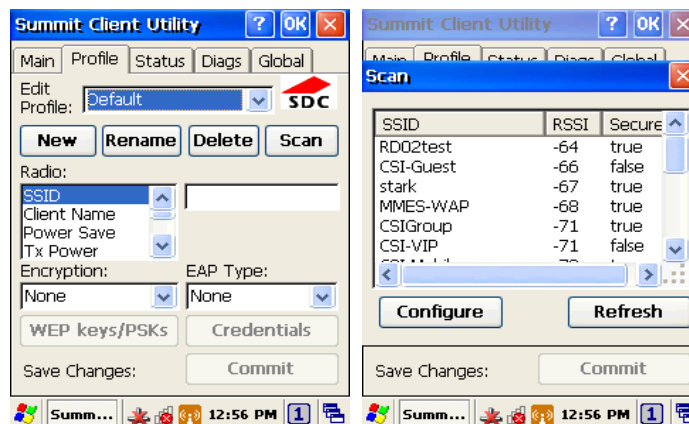 Summit Client Utility ? OK
Main Profile Status Diags Global
Edit
Profile: Default
SDC
New Rename Delete Scan
Radio:
SSID
Client Name
Power Save
Tx Power
Encryption: EAP Type:
None None
WEP keys/PSKs Credentials
Save Changes: Commit
Summ... 12:56 PM 1
Summit Client Utility ? OK
Main Profile Status Diags Global
Scan
SSID RSSI Secure
RD02test -64 true
CSI-Guest -66 false
stark -67 true
MMES-WAP -68 true
CSIGroup -71 true
CSI-VIP -71 false
Configure Refresh
Save Changes: Commit
Summ... 12:56 PM 1